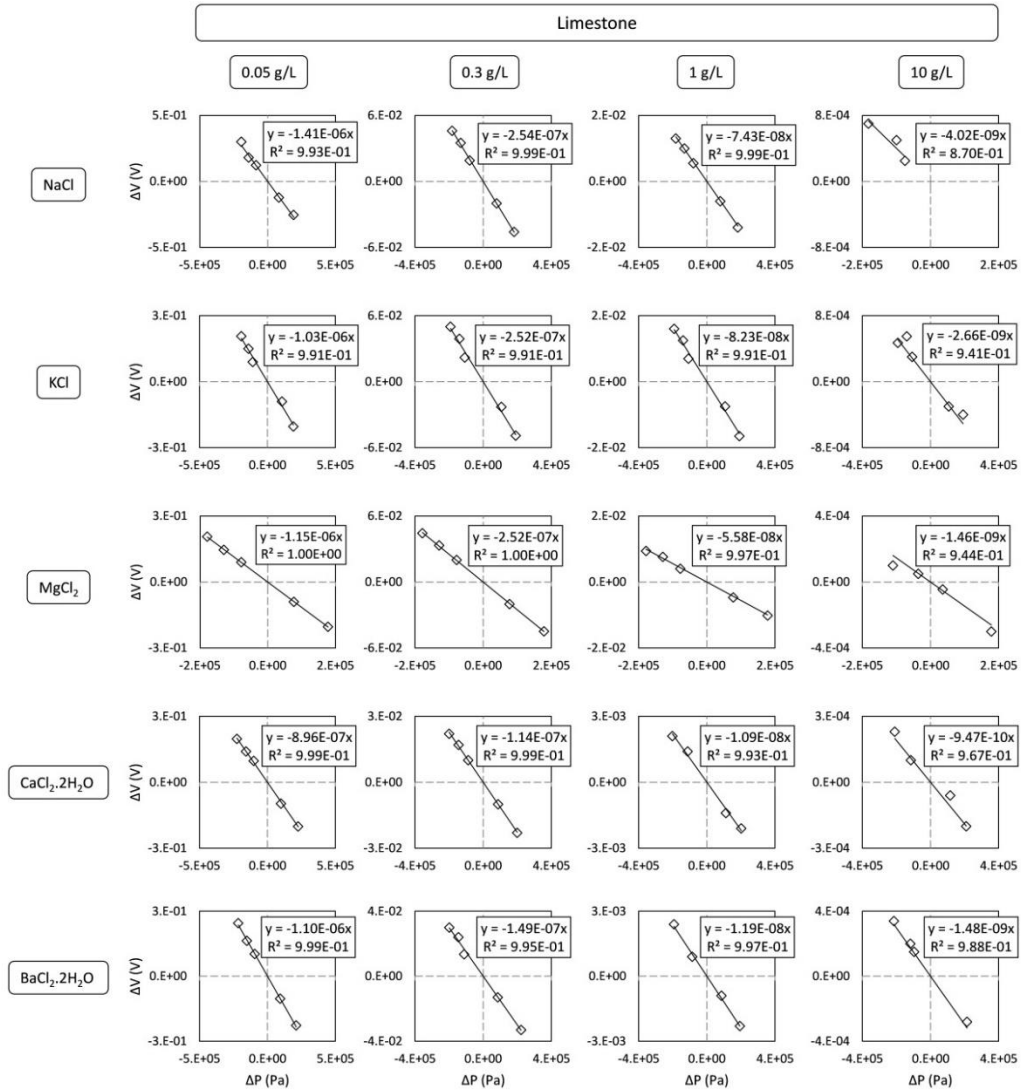 Limestone
0.05 g/L 0.3 g/L 1 g/L 10 g/L
NaCl
ΔV (V)
5.E-01 0.E+00 -5.E-01
-5.E+05 0.E+00 5.E+05
y = -1.41E-06x
R² = 9.93E-01
6.E-02 0.E+00 -6.E-02
-4.E+05 0.E+00 4.E+05
y = -2.54E-07x
R² = 9.99E-01
2.E-02 0.E+00 -2.E-02
-4.E+05 0.E+00 4.E+05
y = -7.43E-08x
R² = 9.99E-01
8.E-04 0.E+00 -8.E-04
-2.E+05 0.E+00 2.E+05
y = -4.02E-09x
R² = 8.70E-01
KCl
ΔV (V)
3.E-01 0.E+00 -3.E-01
-5.E+05 0.E+00 5.E+05
y = -1.03E-06x
R² = 9.91E-01
6.E-02 0.E+00 -6.E-02
-4.E+05 0.E+00 4.E+05
y = -2.52E-07x
R² = 9.91E-01
2.E-02 0.E+00 -2.E-02
-4.E+05 0.E+00 4.E+05
y = -8.23E-08x
R² = 9.91E-01
8.E-04 0.E+00 -8.E-04
-4.E+05 0.E+00 4.E+05
y = -2.66E-09x
R² = 9.41E-01
MgCl₂
ΔV (V)
3.E-01 0.E+00 -3.E-01
-2.E+05 0.E+00 2.E+05
y = -1.15E-06x
R² = 1.00E+00
6.E-02 0.E+00 -6.E-02
-2.E+05 0.E+00 2.E+05
y = -2.52E-07x
R² = 1.00E+00
2.E-02 0.E+00 -2.E-02
-2.E+05 0.E+00 2.E+05
y = -5.58E-08x
R² = 9.97E-01
4.E-04 0.E+00 -4.E-04
-2.E+05 0.E+00 2.E+05
y = -1.46E-09x
R² = 9.44E-01
CaCl₂.2H₂O
ΔV (V)
3.E-01 0.E+00 -3.E-01
-5.E+05 0.E+00 5.E+05
y = -8.96E-07x
R² = 9.99E-01
3.E-02 0.E+00 -3.E-02
-4.E+05 0.E+00 4.E+05
y = -1.14E-07x
R² = 9.99E-01
3.E-03 0.E+00 -3.E-03
-4.E+05 0.E+00 4.E+05
y = -1.09E-08x
R² = 9.93E-01
3.E-04 0.E+00 -3.E-04
-4.E+05 0.E+00 4.E+05
y = -9.47E-10x
R² = 9.67E-01
BaCl₂.2H₂O
ΔV (V)
3.E-01 0.E+00 -3.E-01
-5.E+05 0.E+00 5.E+05
y = -1.10E-06x
R² = 9.99E-01
4.E-02 0.E+00 -4.E-02
-4.E+05 0.E+00 4.E+05
y = -1.49E-07x
R² = 9.95E-01
3.E-03 0.E+00 -3.E-03
-4.E+05 0.E+00 4.E+05
y = -1.19E-08x
R² = 9.97E-01
4.E-04 0.E+00 -4.E-04
-4.E+05 0.E+00 4.E+05
y = -1.48E-09x
R² = 9.88E-01
ΔP (Pa) ΔP (Pa) ΔP (Pa) ΔP (Pa)